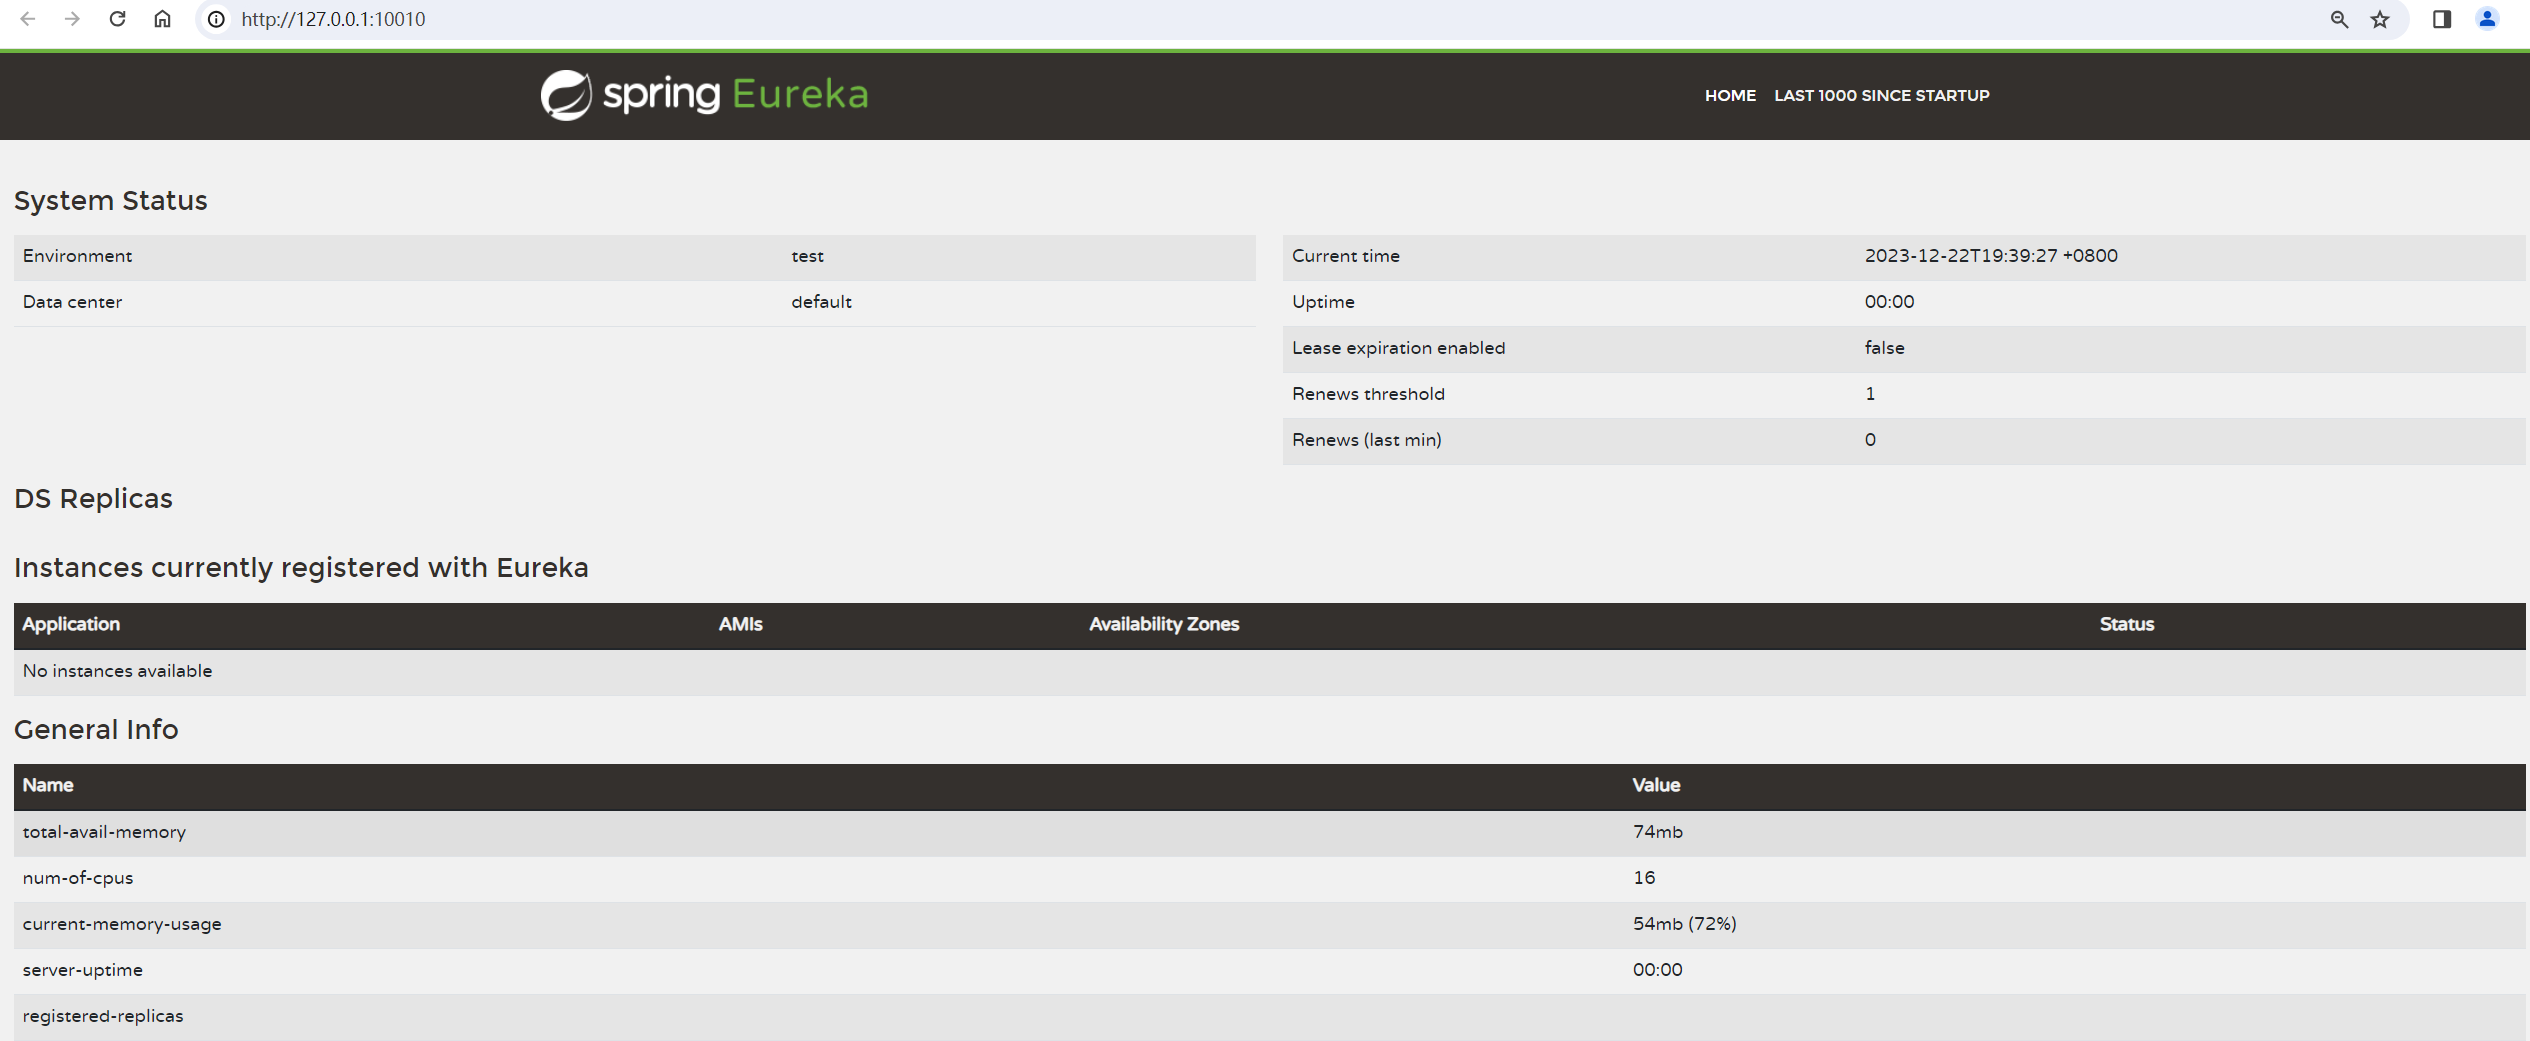 http://127.0.0.1:10010
spring Eureka
HOME LAST 1000 SINCE STARTUP
System Status
Environment test
Data center default
Current time 2023-12-22T19:39:27 +0800
Uptime 00:00
Lease expiration enabled false
Renews threshold 1
Renews (last min) 0
DS Replicas
Instances currently registered with Eureka
Application AMIs Availability Zones Status
No instances available
General Info
Name Value
total-avail-memory 74mb
num-of-cpus 16
current-memory-usage 54mb (72%)
server-uptime 00:00
registered-replicas